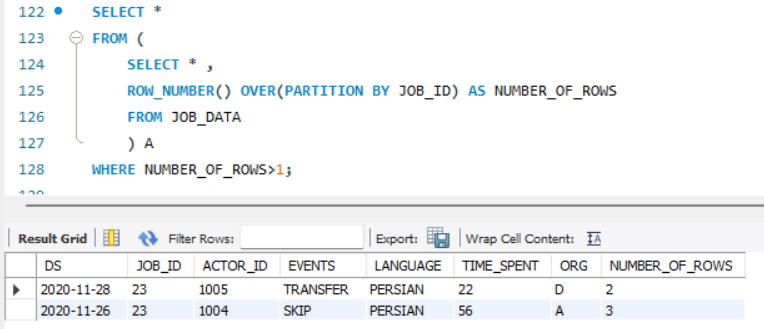 122 SELECT *
123 FROM (
124 SELECT * ,
125 ROW_NUMBER() OVER(PARTITION BY JOB_ID) AS NUMBER_OF_ROWS
126 FROM JOB_DATA
127 ) A
128 WHERE NUMBER_OF_ROWS>1;
129
Result Grid Filter Rows: Export: Wrap Cell Content: IA
DS JOB_ID ACTOR_ID EVENTS LANGUAGE TIME_SPENT ORG NUMBER_OF_ROWS
2020-11-28 23 1005 TRANSFER PERSIAN 22 D 2
2020-11-26 23 1004 SKIP PERSIAN 56 A 3